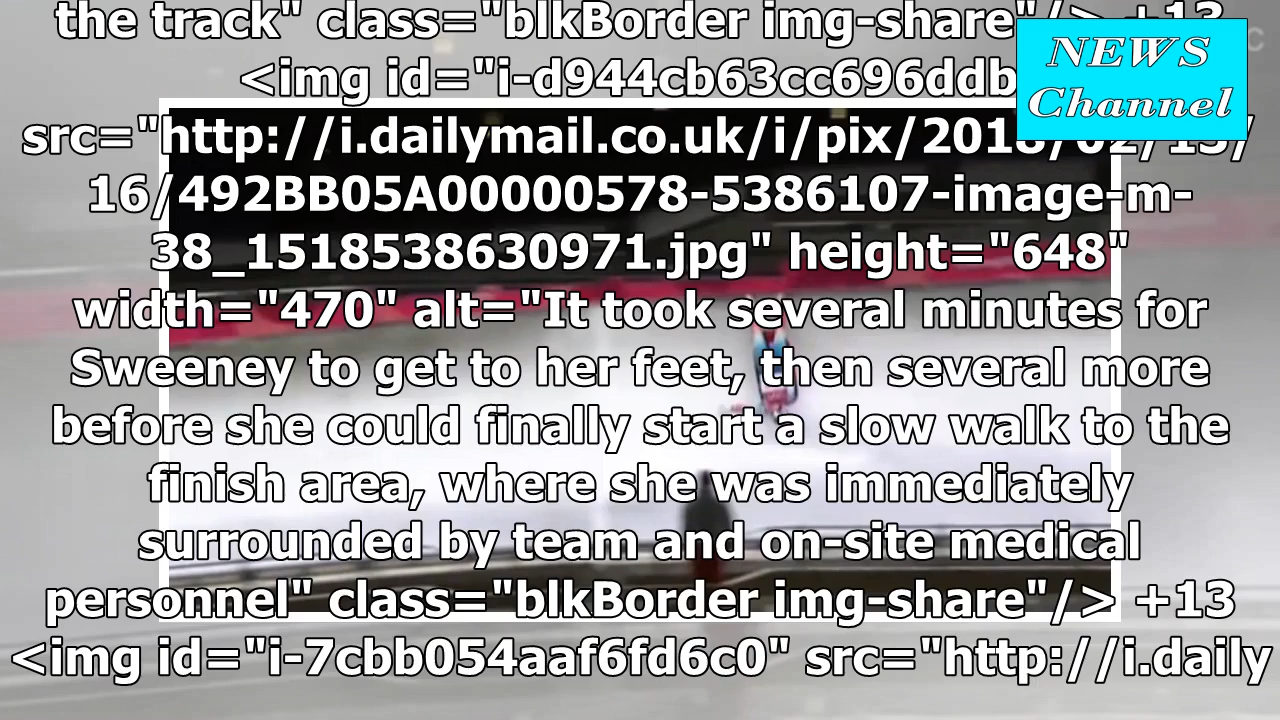 the track" class="blkBorder img-share"/> +13
<img id="i-d944cb63cc696ddb
src="http://i.dailymail.co.uk/i/pix/2018/02/13/
16/492BB05A00000578-5386107-image-m-
38_1518538630971.jpg" height="648"
width="470" alt="It took several minutes for
Sweeney to get to her feet, then several more
before she could finally start a slow walk to the
finish area, where she was immediately
surrounded by team and on-site medical
personnel" class="blkBorder img-share"/> +13
<img id="i-7cbb054aaf6fd6c0" src="http://i.daily
NEWS
Channel